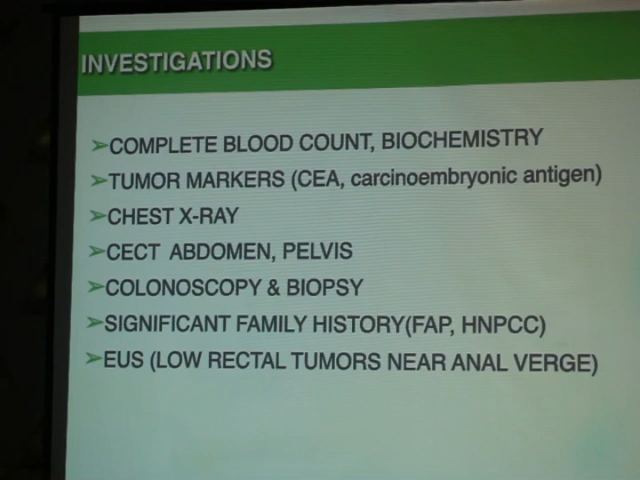 INVESTIGATIONS
➢COMPLETE BLOOD COUNT, BIOCHEMISTRY
➢TUMOR MARKERS (CEA, carcinoembryonic antigen)
➢CHEST X-RAY
➢CECT ABDOMEN, PELVIS
➢COLONOSCOPY & BIOPSY
➢SIGNIFICANT FAMILY HISTORY(FAP, HNPCC)
➢EUS (LOW RECTAL TUMORS NEAR ANAL VERGE)